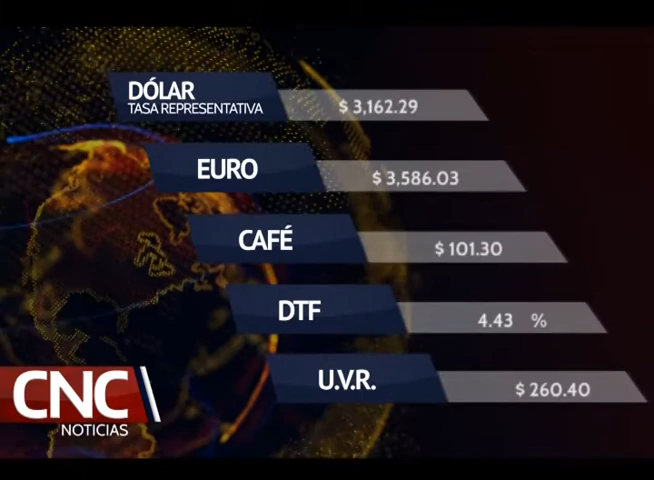 DÓLAR
TASA REPRESENTATIVA
$ 3,162.29
EURO
$ 3,586.03
CAFÉ
$ 101.30
DTF
4.43 %
U.V.R.
$ 260.40
CNC
NOTICIAS